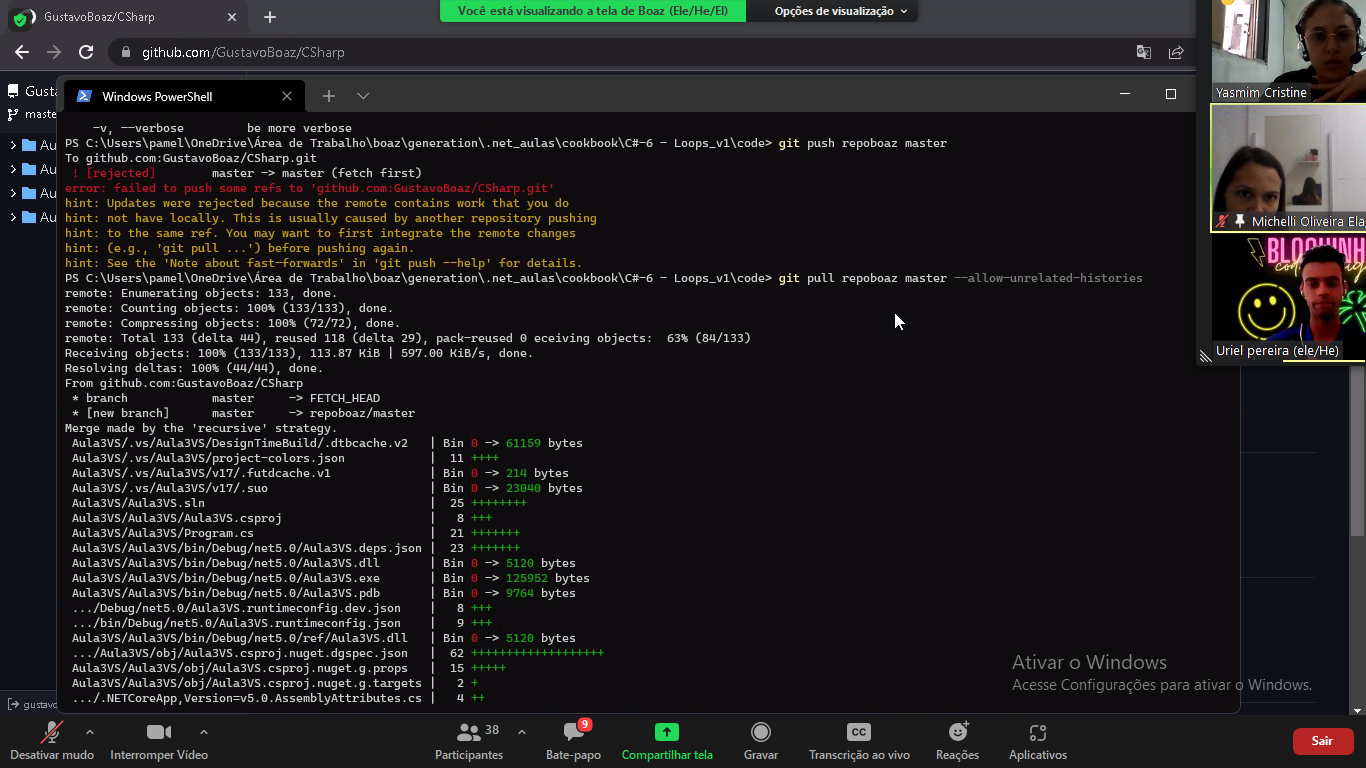 GustavoBoaz/CSharp
Você está visualizando a tela de Boaz (Ele/He/El)
Opções de visualização
github.com/GustavoBoaz/CSharp
Gusta
maste
Au
Au
Au
Au
gustavo
Windows PowerShell
-v, --verbose be more verbose
PS C:\Users\pamel\OneDrive\Área de Trabalho\boaz\generation\.net_aulas\cookbook\C#-6 - Loops_v1\code> git push repoboaz master
To github.com:GustavoBoaz/CSharp.git
! [rejected] master -> master (fetch first)
error: failed to push some refs to 'github.com:GustavoBoaz/CSharp.git'
hint: Updates were rejected because the remote contains work that you do
hint: not have locally. This is usually caused by another repository pushing
hint: to the same ref. You may want to first integrate the remote changes
hint: (e.g., 'git pull ...') before pushing again.
hint: See the 'Note about fast-forwards' in 'git push --help' for details.
PS C:\Users\pamel\OneDrive\Área de Trabalho\boaz\generation\.net_aulas\cookbook\C#-6 - Loops_v1\code> git pull repoboaz master --allow-unrelated-histories
remote: Enumerating objects: 133, done.
remote: Counting objects: 100% (133/133), done.
remote: Compressing objects: 100% (72/72), done.
remote: Total 133 (delta 44), reused 118 (delta 29), pack-reused 0 eceiving objects:  63% (84/133)
Receiving objects: 100% (133/133), 113.87 KiB | 597.00 KiB/s, done.
Resolving deltas: 100% (44/44), done.
From github.com:GustavoBoaz/CSharp
* branch master -> FETCH_HEAD
* [new branch] master -> repoboaz/master
Merge made by the 'recursive' strategy.
Aula3VS/.vs/Aula3VS/DesignTimeBuild/.dtbcache.v2 | Bin 0 -> 61159 bytes
Aula3VS/.vs/Aula3VS/project-colors.json | 11 ++++
Aula3VS/.vs/Aula3VS/v17/.futdcache.v1 | Bin 0 -> 214 bytes
Aula3VS/.vs/Aula3VS/v17/.suo | Bin 0 -> 23040 bytes
Aula3VS/Aula3VS.sln | 25 ++++++++
Aula3VS/Aula3VS/Aula3VS.csproj | 8 +++
Aula3VS/Aula3VS/Program.cs | 21 +++++++
Aula3VS/Aula3VS/bin/Debug/net5.0/Aula3VS.deps.json | 23 +++++++
Aula3VS/Aula3VS/bin/Debug/net5.0/Aula3VS.dll | Bin 0 -> 5120 bytes
Aula3VS/Aula3VS/bin/Debug/net5.0/Aula3VS.exe | Bin 0 -> 125952 bytes
Aula3VS/Aula3VS/bin/Debug/net5.0/Aula3VS.pdb | Bin 0 -> 9764 bytes
.../Debug/net5.0/Aula3VS.runtimeconfig.dev.json | 8 +++
.../bin/Debug/net5.0/Aula3VS.runtimeconfig.json | 9 +++
Aula3VS/Aula3VS/bin/Debug/net5.0/ref/Aula3VS.dll | Bin 0 -> 5120 bytes
.../Aula3VS/obj/Aula3VS.csproj.nuget.dgspec.json | 62 +++++++++++++++++++
Aula3VS/Aula3VS/obj/Aula3VS.csproj.nuget.g.props | 15 +++++
Aula3VS/Aula3VS/obj/Aula3VS.csproj.nuget.g.targets | 2 +
.../.NETCoreApp,Version=v5.0.AssemblyAttributes.cs | 4 ++
Yasmim Cristine
Michelli Oliveira Ela
BLOQUINH
Uriel pereira (ele/He)
Ativar o Windows
Acesse Configurações para ativar o Windows.
Desativar mudo
Interromper Vídeo
38
Participantes
9
Bate-papo
Compartilhar tela
Gravar
CC
Transcrição ao vivo
Reações
Aplicativos
Sair